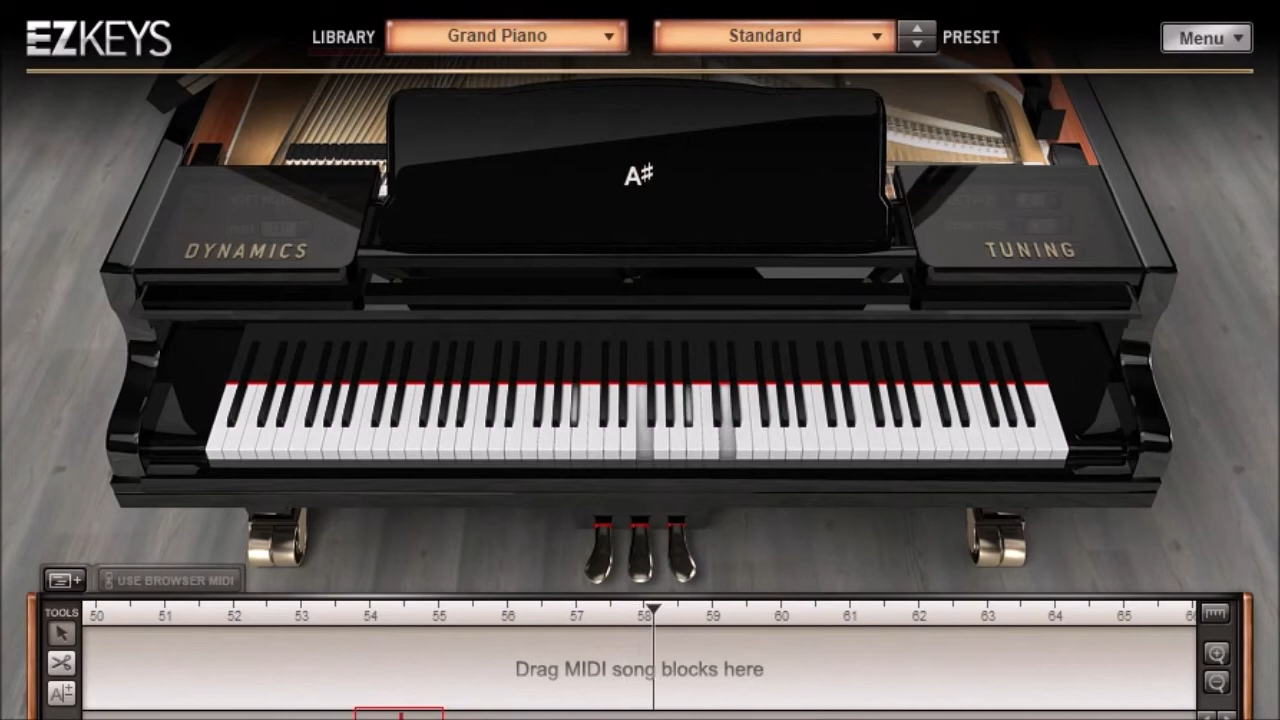 EZKEYS
LIBRARY
Grand Piano
Standard
PRESET
Menu
A♯
DYNAMICS
TUNING
USE BROWSER MIDI
TOOLS
50 51 52 53 54 55 56 57 58 59 60 61 62 63 64 65
Drag MIDI song blocks here